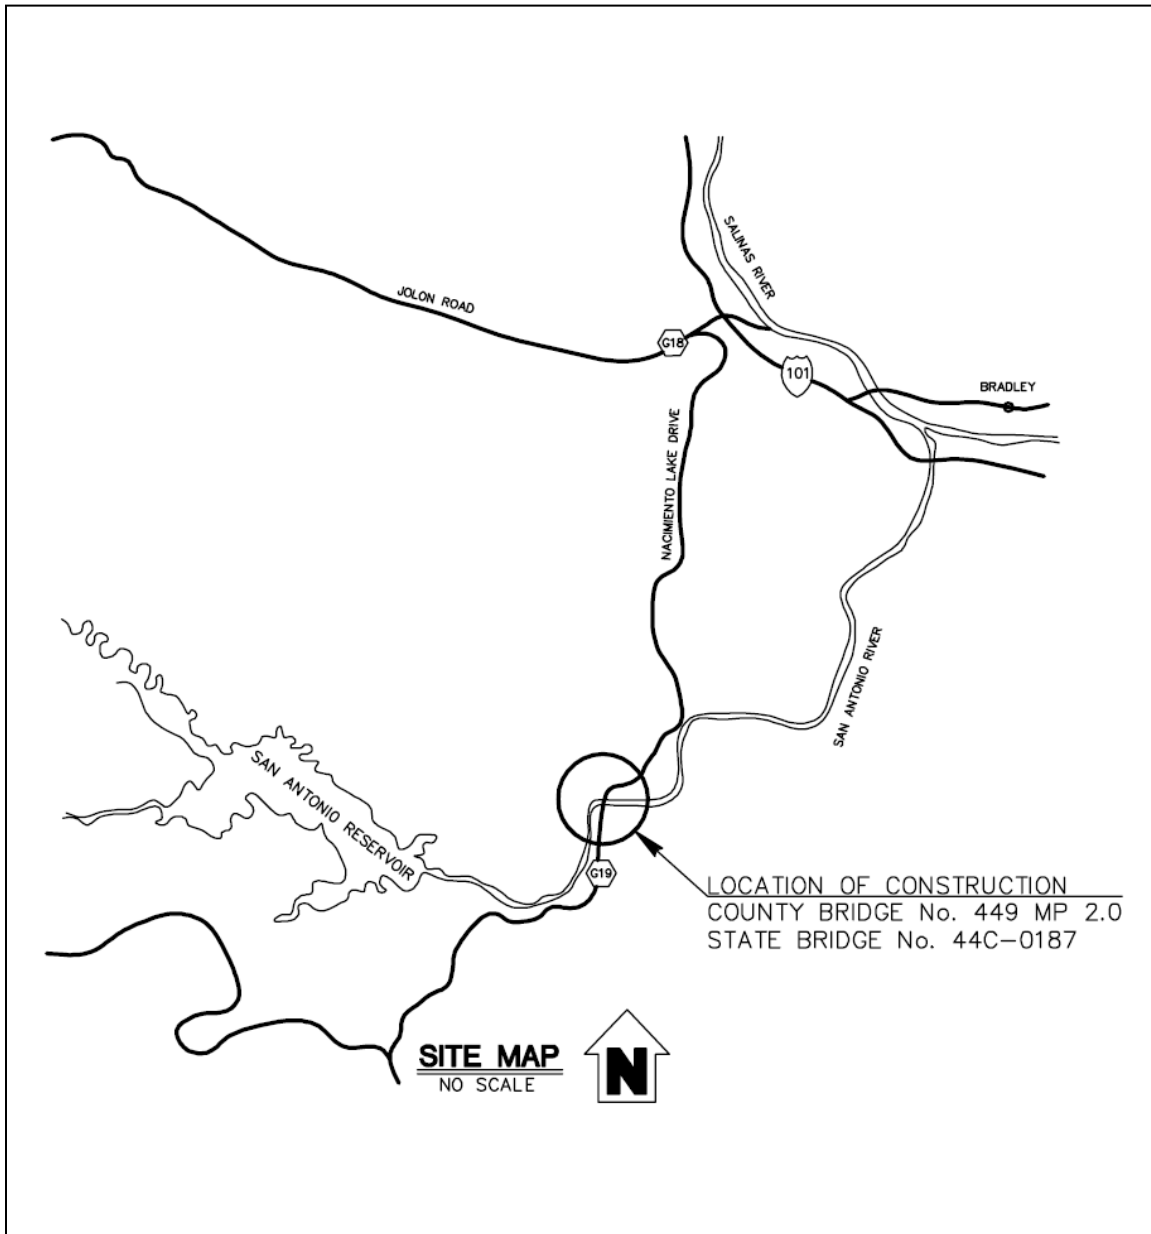 SALINAS RIVER
JOLON ROAD
G18
101
BRADLEY
NACIMIENTO LAKE DRIVE
SAN ANTONIO RIVER
SAN ANTONIO RESERVOIR
G19
LOCATION OF CONSTRUCTION
COUNTY BRIDGE No. 449 MP 2.0
STATE BRIDGE No. 44C-0187
SITE MAP
NO SCALE
N